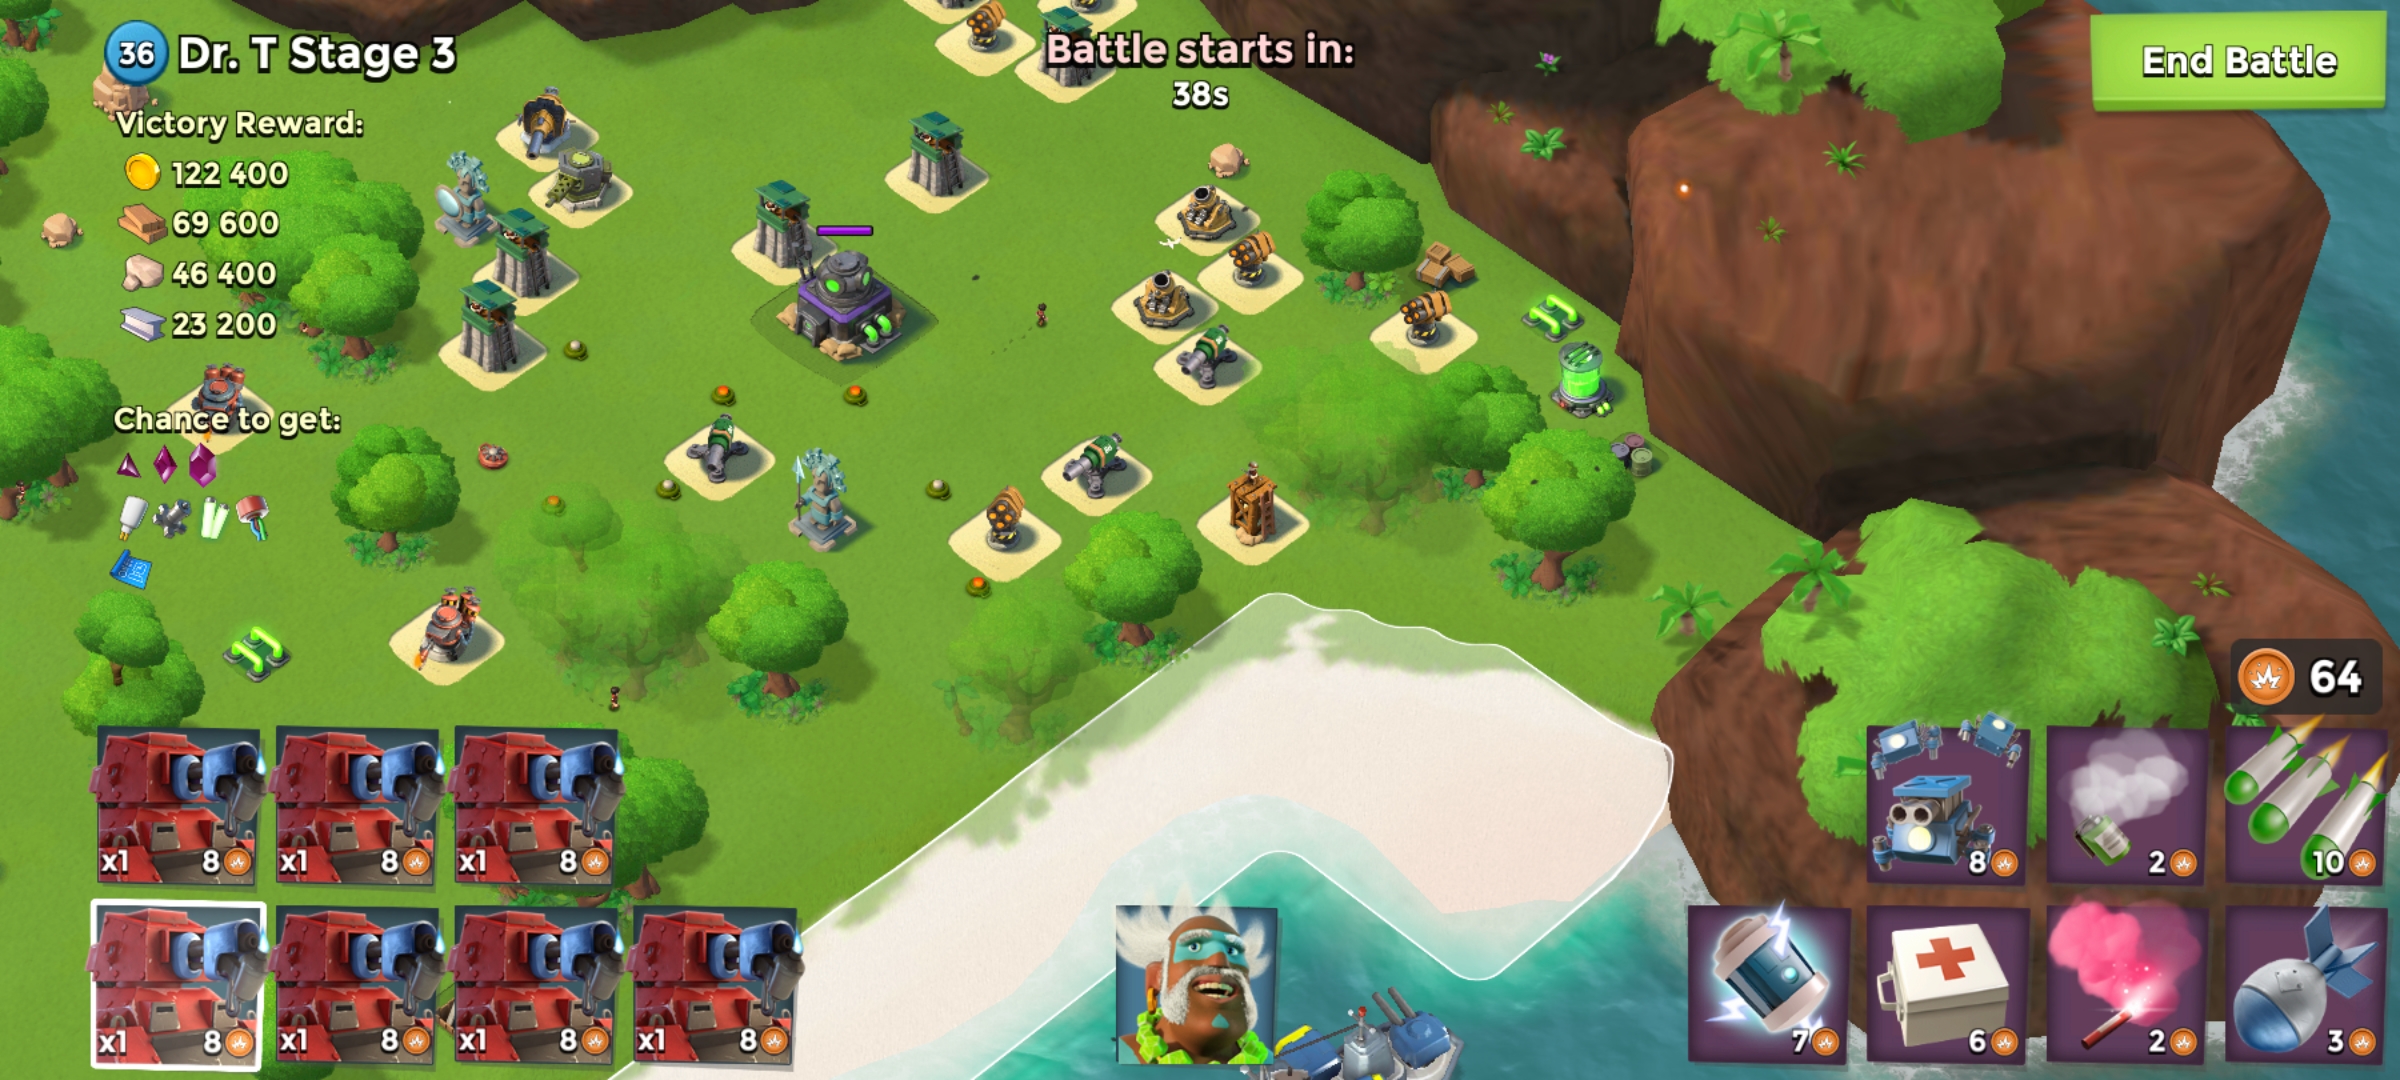 36 Dr. T Stage 3
Battle starts in:
38s
End Battle
Victory Reward:
122 400
69 600
46 400
23 200
Chance to get:
64
x1 8
x1 8
x1 8
8
2
10
x1 8
x1 8
x1 8
x1 8
7
6
2
3